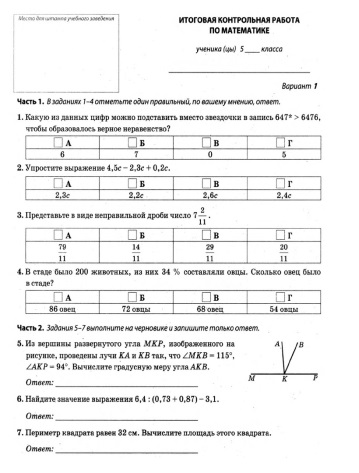 Место для штампа учебного заведения
ИТОГОВАЯ КОНТРОЛЬНАЯ РАБОТА
ПО МАТЕМАТИКЕ
ученика (цы) 5 ____ класса
Вариант 1
Часть 1. В заданиях 1–4 отметьте один правильный, по вашему мнению, ответ.
1. Какую из данных цифр можно подставить вместо звездочки в запись 647* > 6476,
чтобы образовалось верное неравенство?
А Б В Г
6 7 0 5
2. Упростите выражение 4,5c – 2,3c + 0,2c.
А Б В Г
2,3c 2,2c 2,6c 2,4c
3. Представьте в виде неправильной дроби число 7 2/11.
А Б В Г
79/11 14/11 29/11 20/11
4. В стаде было 200 животных, из них 34 % составляли овцы. Сколько овец было
в стаде?
А Б В Г
86 овец 72 овцы 68 овец 54 овцы
Часть 2. Задания 5–7 выполните на черновике и запишите только ответ.
5. Из вершины развернутого угла MKP, изображенного на
рисунке, проведены лучи KA и KB так, что ∠MKB = 115°,
∠AKP = 94°. Вычислите градусную меру угла AKB.
A B
M K P
Ответ:
6. Найдите значение выражения 6,4 : (0,73 + 0,87) – 3,1.
Ответ:
7. Периметр квадрата равен 32 см. Вычислите площадь этого квадрата.
Ответ: